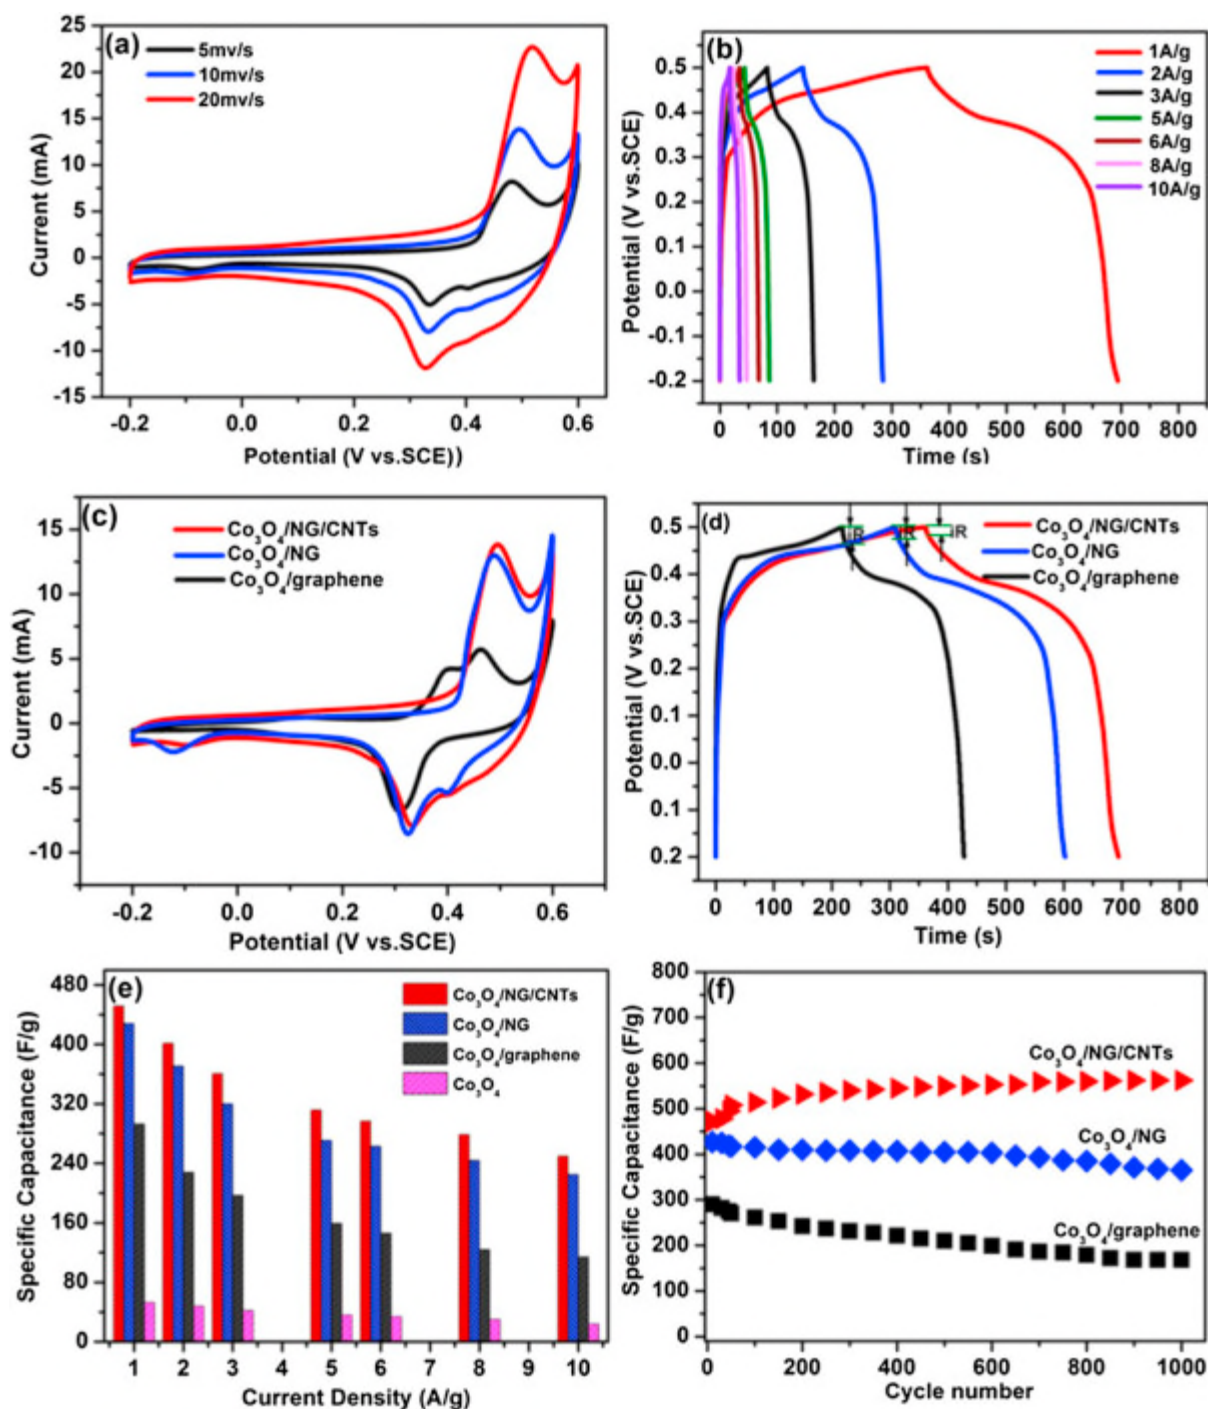 (a)
5mv/s
10mv/s
20mv/s
25
20
15
10
5
0
-5
-10
-15
Current (mA)
-0.2 0.0 0.2 0.4 0.6
Potential (V vs.SCE))
(b)
1A/g
2A/g
3A/g
5A/g
6A/g
8A/g
10A/g
0.5
0.4
0.3
0.2
0.1
0.0
-0.1
-0.2
Potential (V vs.SCE)
0 100 200 300 400 500 600 700 800
Time (s)
(c)
Co₃O₄/NG/CNTs
Co₃O₄/NG
Co₃O₄/graphene
15
10
5
0
-5
-10
Current (mA)
-0.2 0.0 0.2 0.4 0.6
Potential (V vs.SCE)
(d)
iR
iR
iR
Co₃O₄/NG/CNTs
Co₃O₄/NG
Co₃O₄/graphene
0.5
0.4
0.3
0.2
0.1
0.0
0.1
0.2
Potential (V vs.SCE)
0 100 200 300 400 500 600 700 800
Time (s)
(e)
Co₃O₄/NG/CNTs
Co₃O₄/NG
Co₃O₄/graphene
Co₃O₄
480
400
320
240
160
80
0
Specific Capacitance (F/g)
1 2 3 4 5 6 7 8 9 10
Current Density (A/g)
(f)
Co₃O₄/NG/CNTs
Co₃O₄/NG
Co₃O₄/graphene
800
700
600
500
400
300
200
100
0
Specific Capacitance (F/g)
0 200 400 600 800 1000
Cycle number